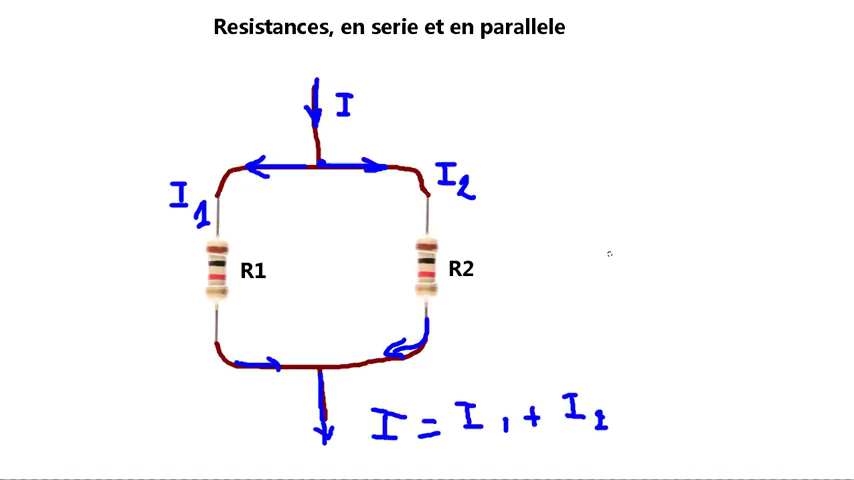 Resistances, en serie et en parallele
I
I1
I2
R1
R2
I = I1 + I2